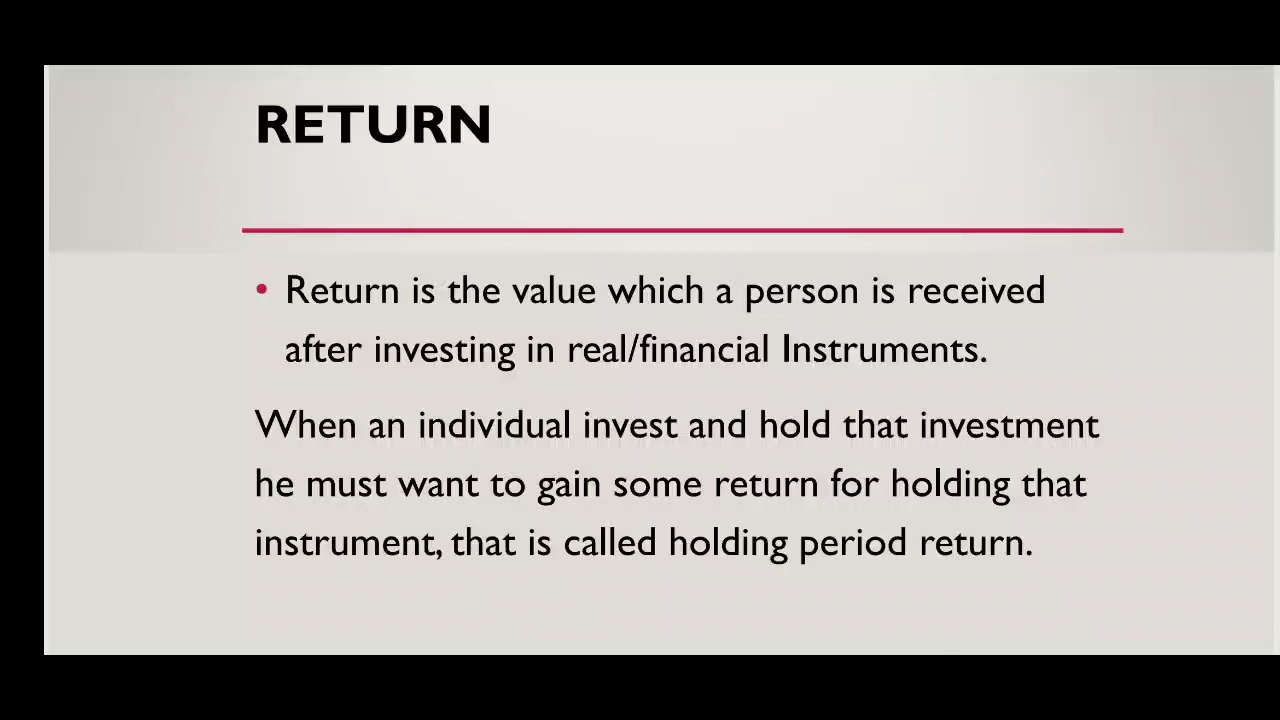 RETURN
• Return is the value which a person is received
after investing in real/financial Instruments.
When an individual invest and hold that investment
he must want to gain some return for holding that
instrument, that is called holding period return.